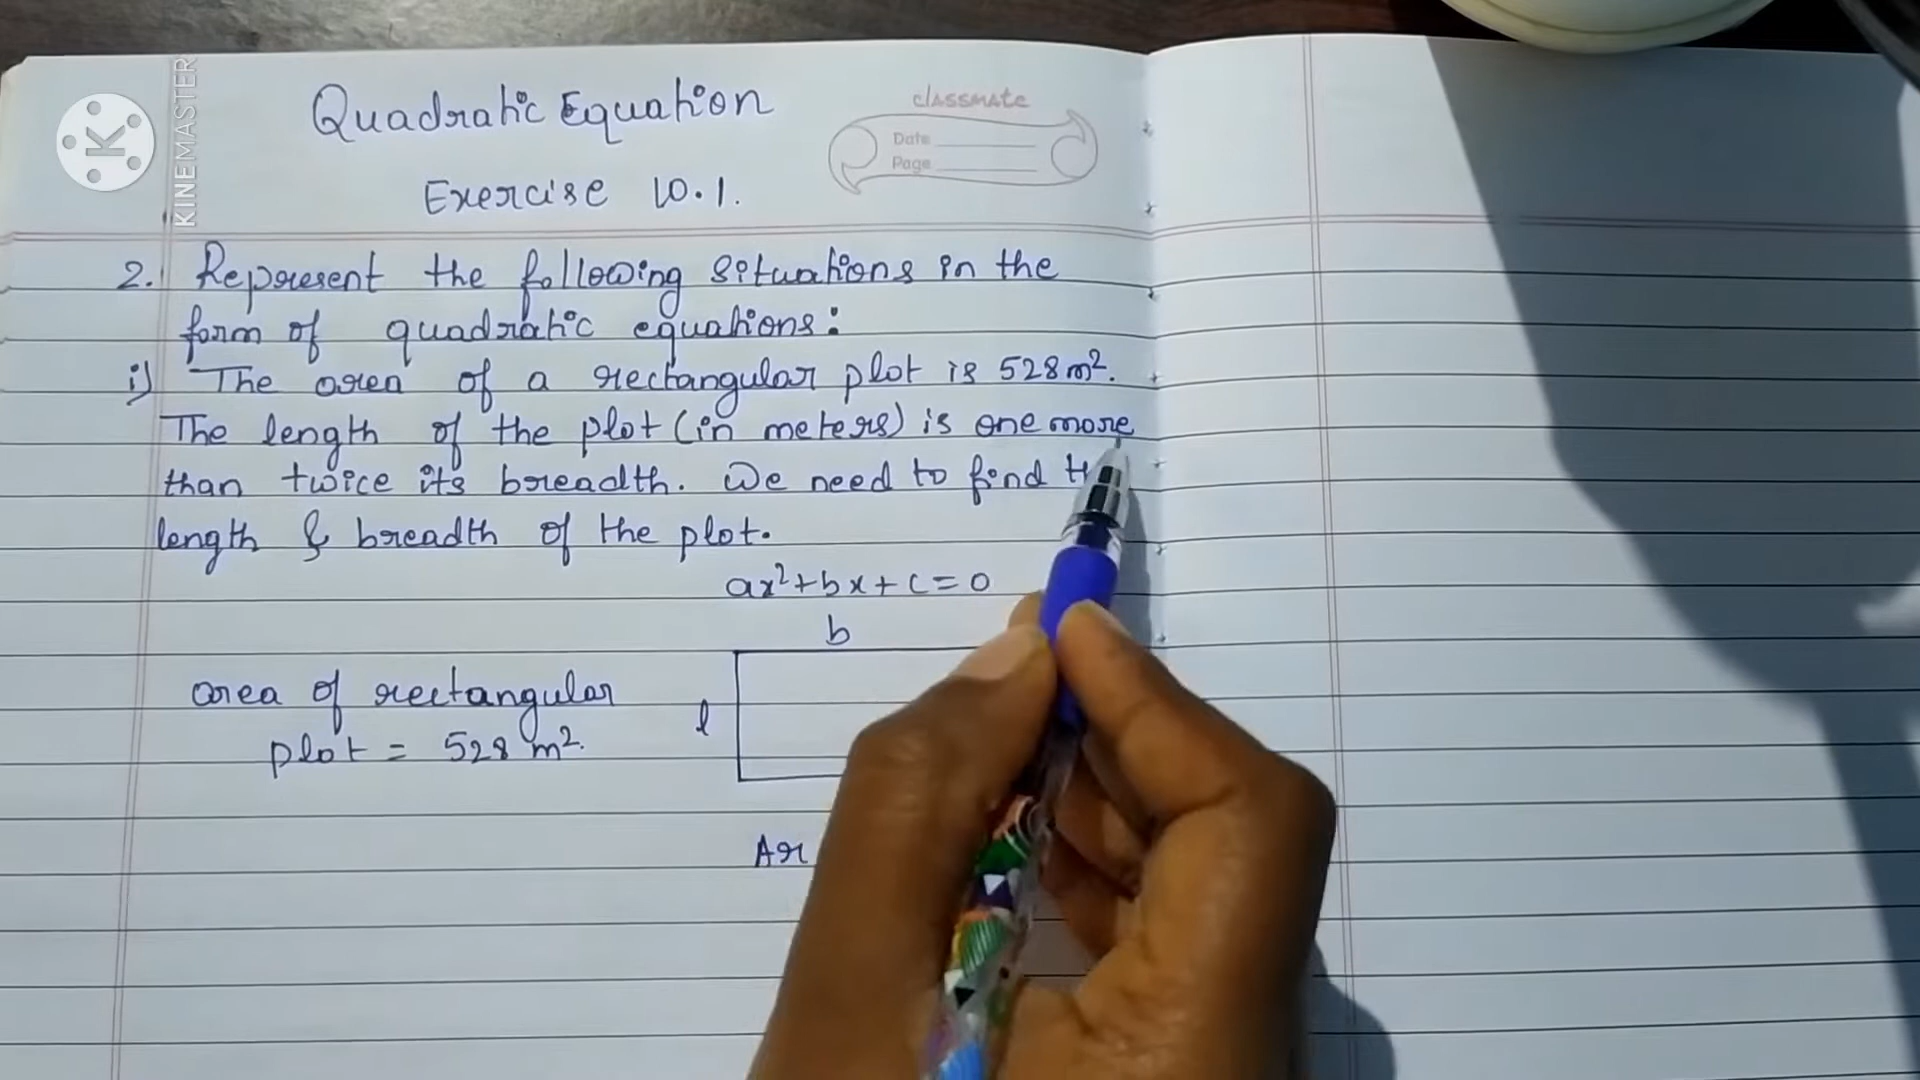 KINEMASTER
Quadratic Equation
classmate
Date
Page
Exercise 10.1.
2. Represent the following situations in the
form of quadratic equations:
i) The area of a rectangular plot is 528 m².
The length of the plot (in meters) is one more
than twice its breadth. We need to find
length & breadth of the plot.
ax²+bx+c=0
b
area of rectangular
plot = 528 m².
l
Ar